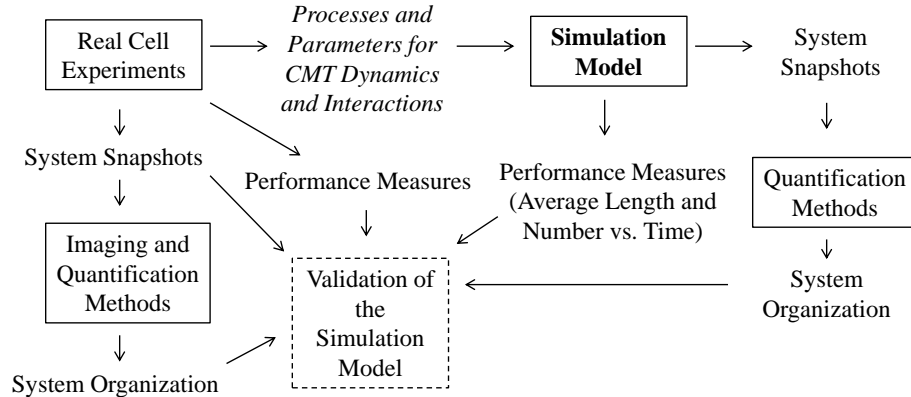 Real Cell
Experiments
Processes and
Parameters for
CMT Dynamics
and Interactions
Simulation
Model
System
Snapshots
System Snapshots
Performance Measures
Performance Measures
(Average Length and
Number vs. Time)
Quantification
Methods
Imaging and
Quantification
Methods
Validation of
the
Simulation
Model
System
Organization
System Organization